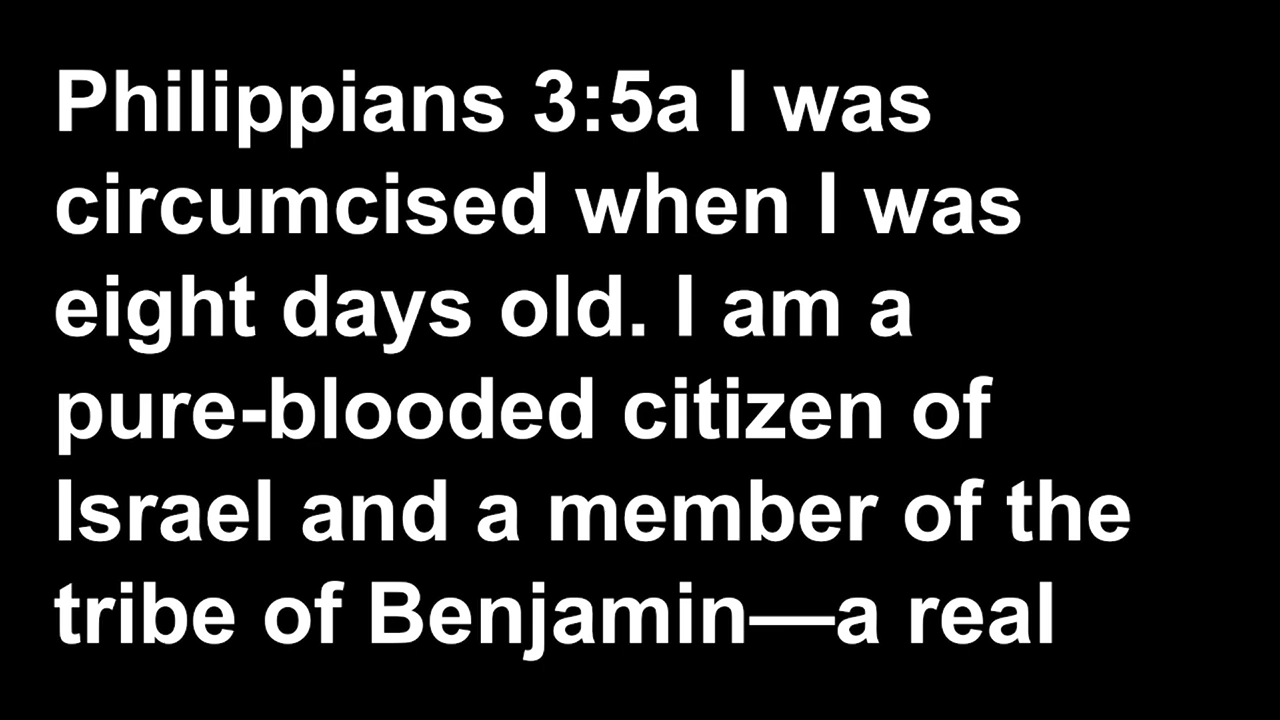 Philippians 3:5a I was
circumcised when I was
eight days old. I am a
pure-blooded citizen of
Israel and a member of the
tribe of Benjamin—a real